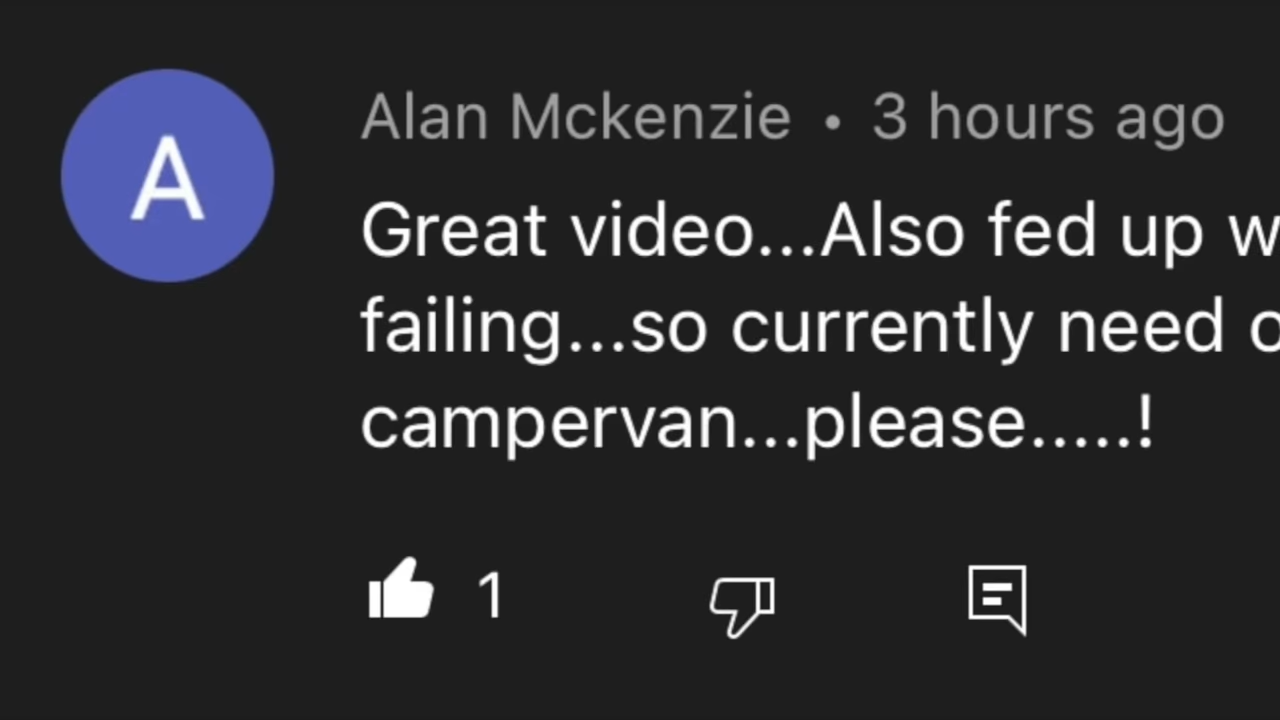 A
Alan Mckenzie • 3 hours ago
Great video...Also fed up
failing...so currently need
campervan...please.....!
1